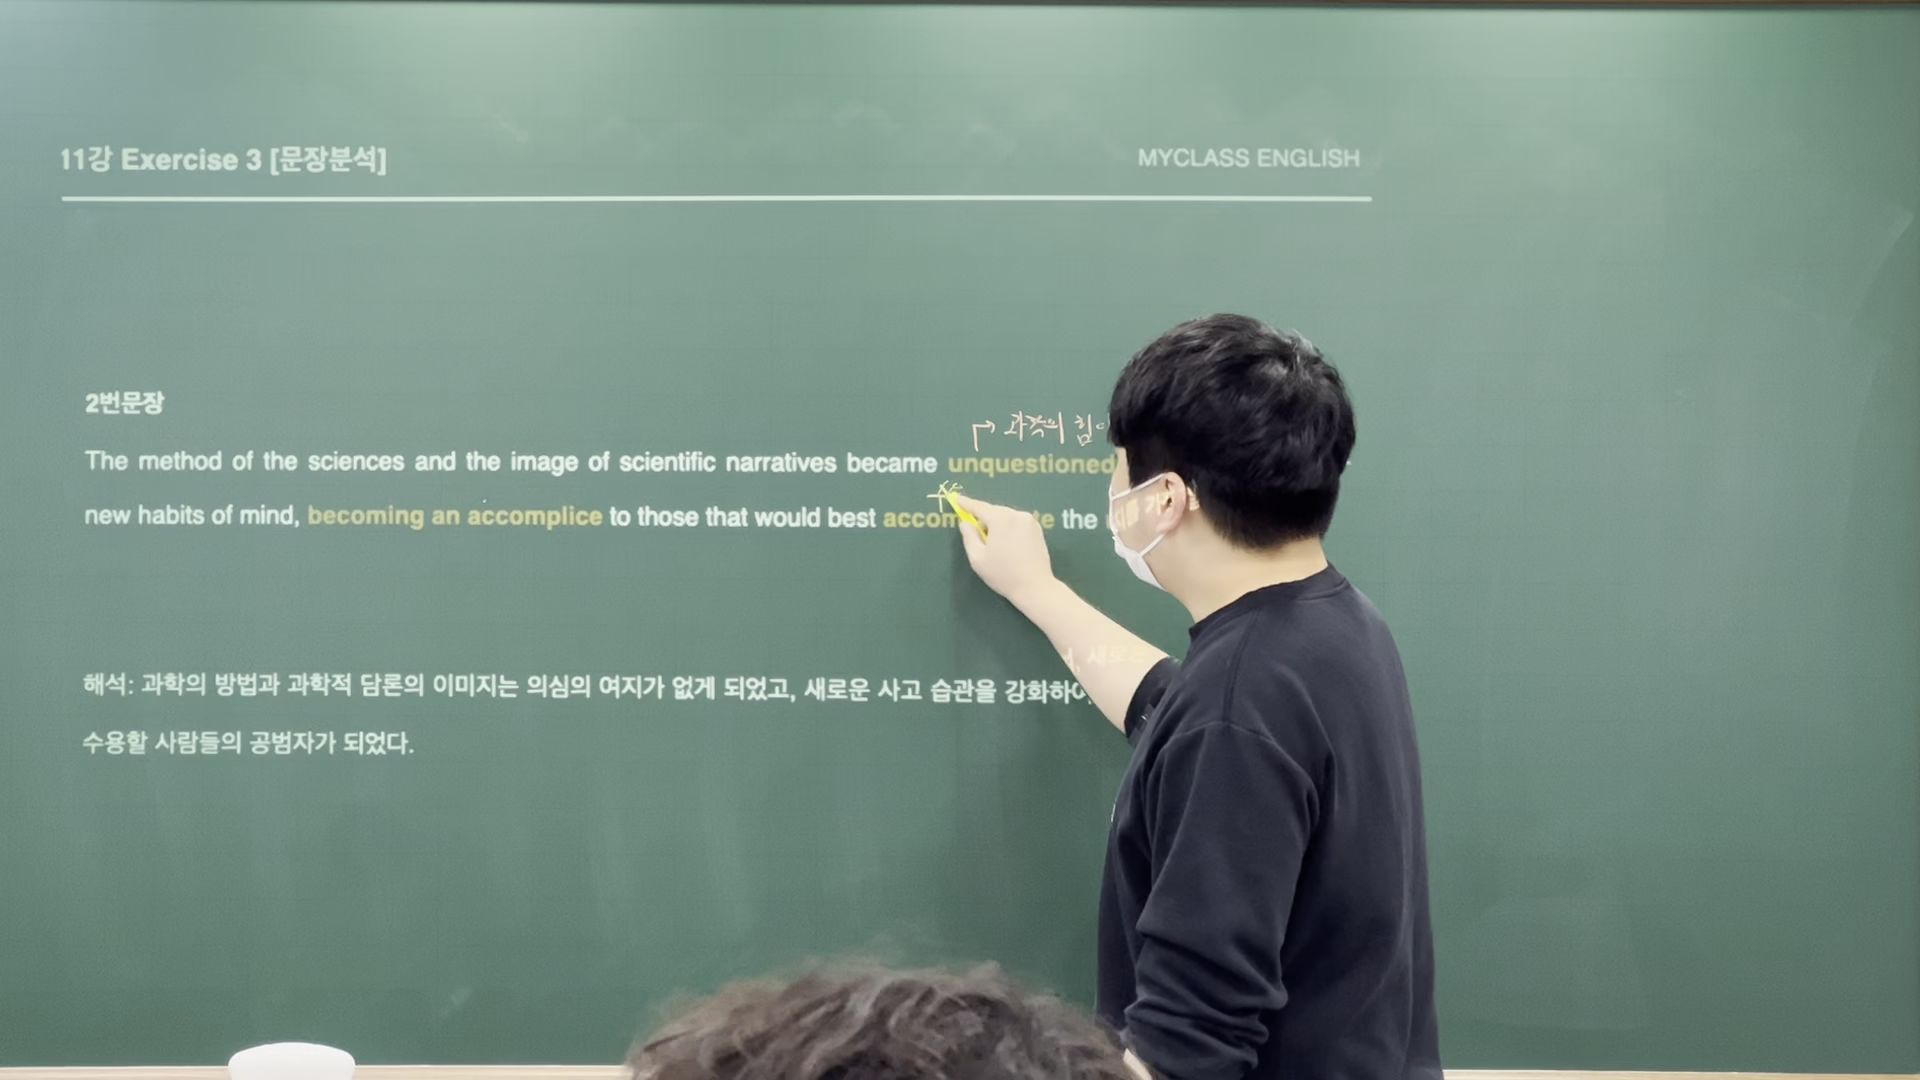 11강 Exercise 3 [문장분석]
MYCLASS ENGLISH
2번문장
과학의 힘
The method of the sciences and the image of scientific narratives became unquestioned
new habits of mind, becoming an accomplice to those that would best the
해석: 과학의 방법과 과학적 담론의 이미지는 의심의 여지가 없게 되었고, 새로운 사고 습관을 강화하여
수용할 사람들의 공범자가 되었다.